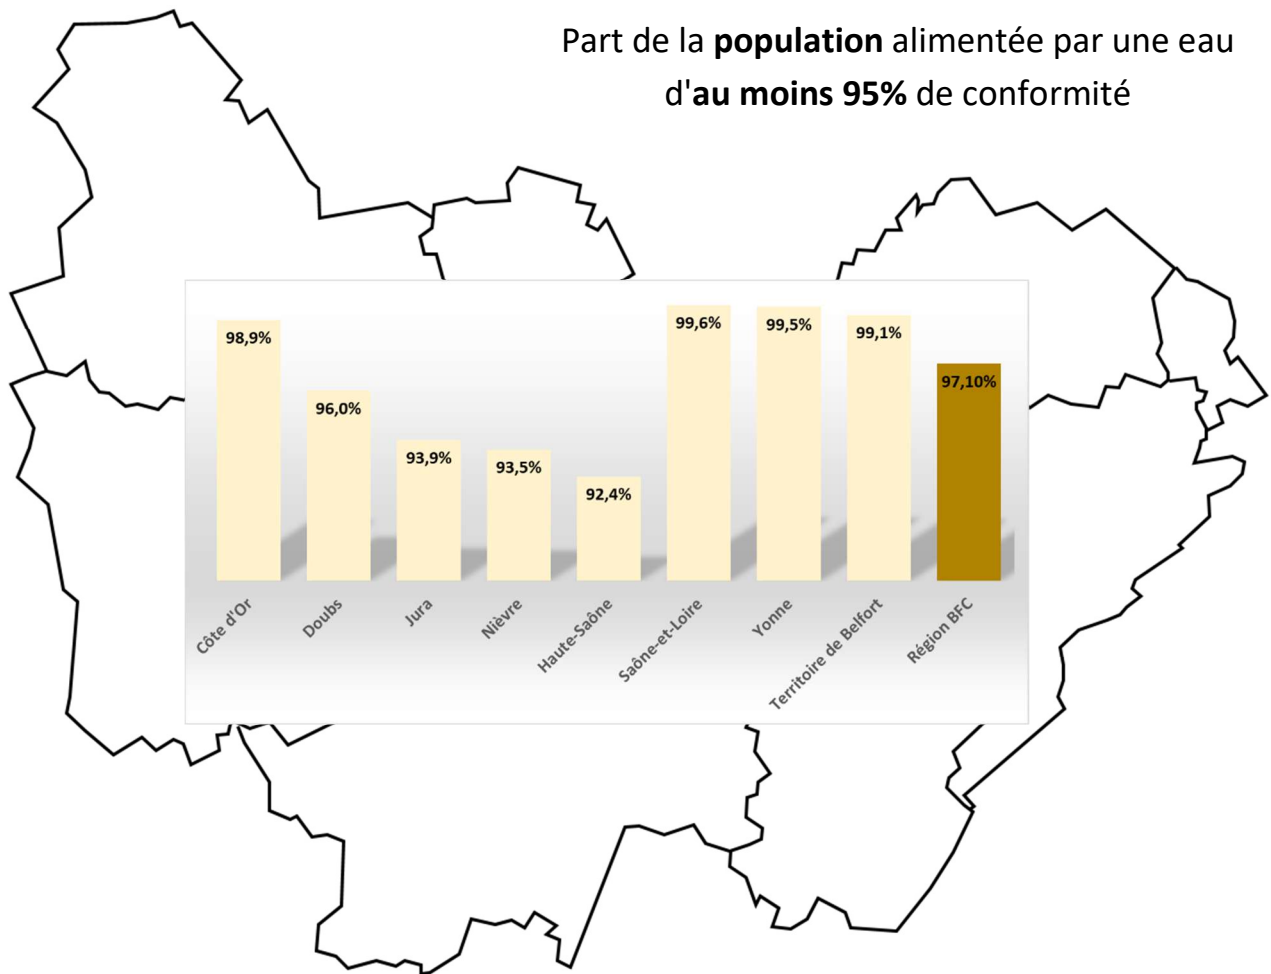 Part de la population alimentée par une eau
d'au moins 95% de conformité
98,9%
96,0%
93,9%
93,5%
92,4%
99,6%
99,5%
99,1%
97,10%
Côte d'Or
Doubs
Jura
Nièvre
Haute-Saône
Saône-et-Loire
Yonne
Territoire de Belfort
Région BFC